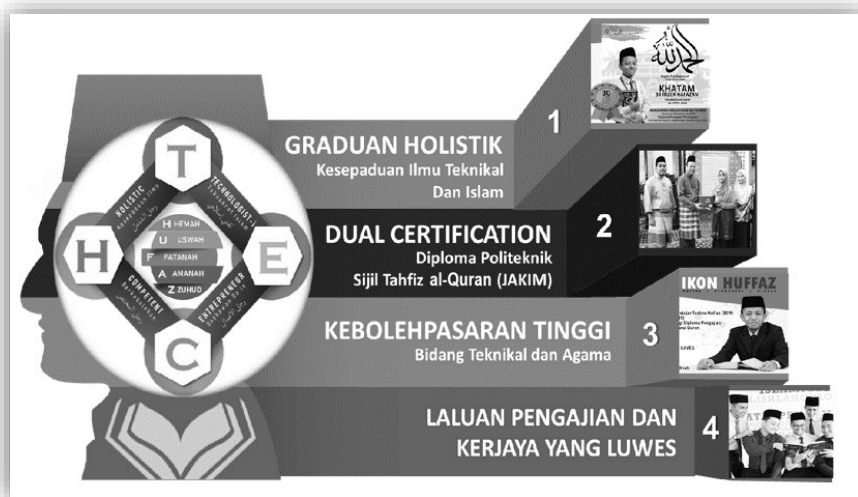 T
H
E
C
HOLISTIC
TECHNOLOGIST
COMPETENT
ENTREPRENEUR
HEMAH
USWAH
FATANAH
AMANAH
ZUHUD
GRADUAN HOLISTIK
Kesepaduan Ilmu Teknikal
Dan Islam
1
KHATAM
DUAL CERTIFICATION
Diploma Politeknik
Sijil Tahfiz al-Quran (JAKIM)
2
KEBOLEHPASARAN TINGGI
Bidang Teknikal dan Agama
3
IKON HUFFAZ
LALUAN PENGAJIAN DAN
KERJAYA YANG LUWES
4